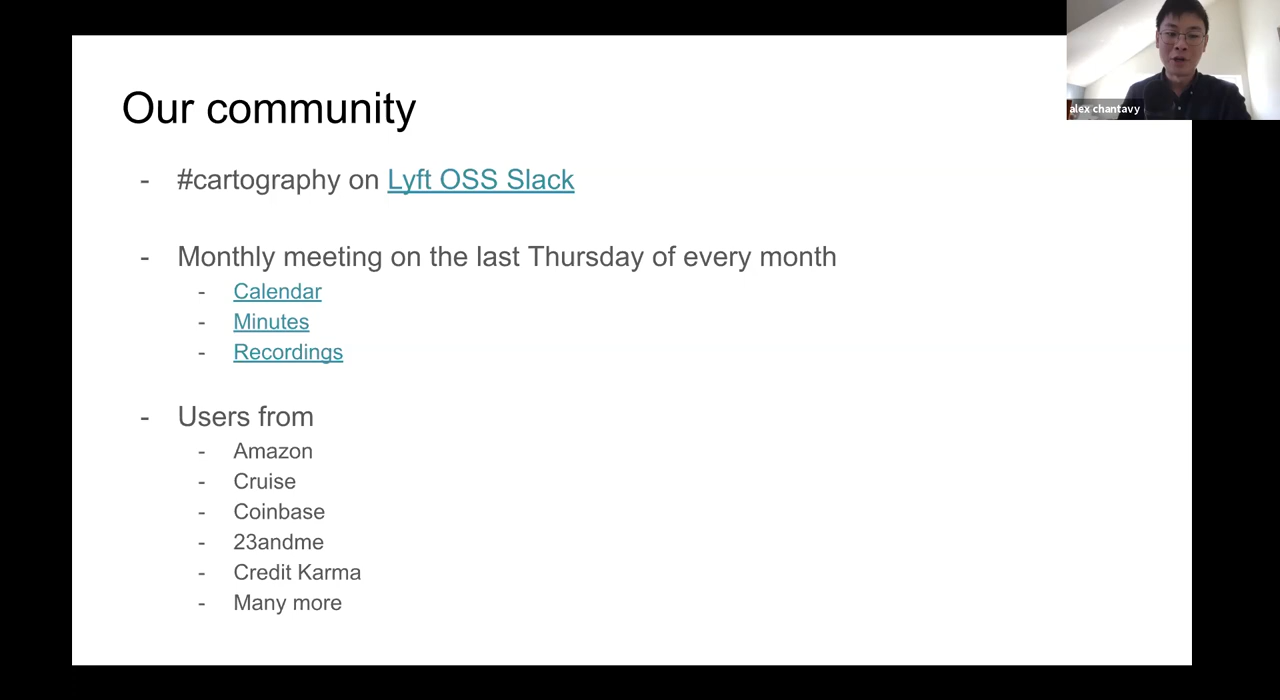 Our community
- #cartography on Lyft OSS Slack
- Monthly meeting on the last Thursday of every month
- Calendar
- Minutes
- Recordings
- Users from
- Amazon
- Cruise
- Coinbase
- 23andme
- Credit Karma
- Many more
alex chantavy